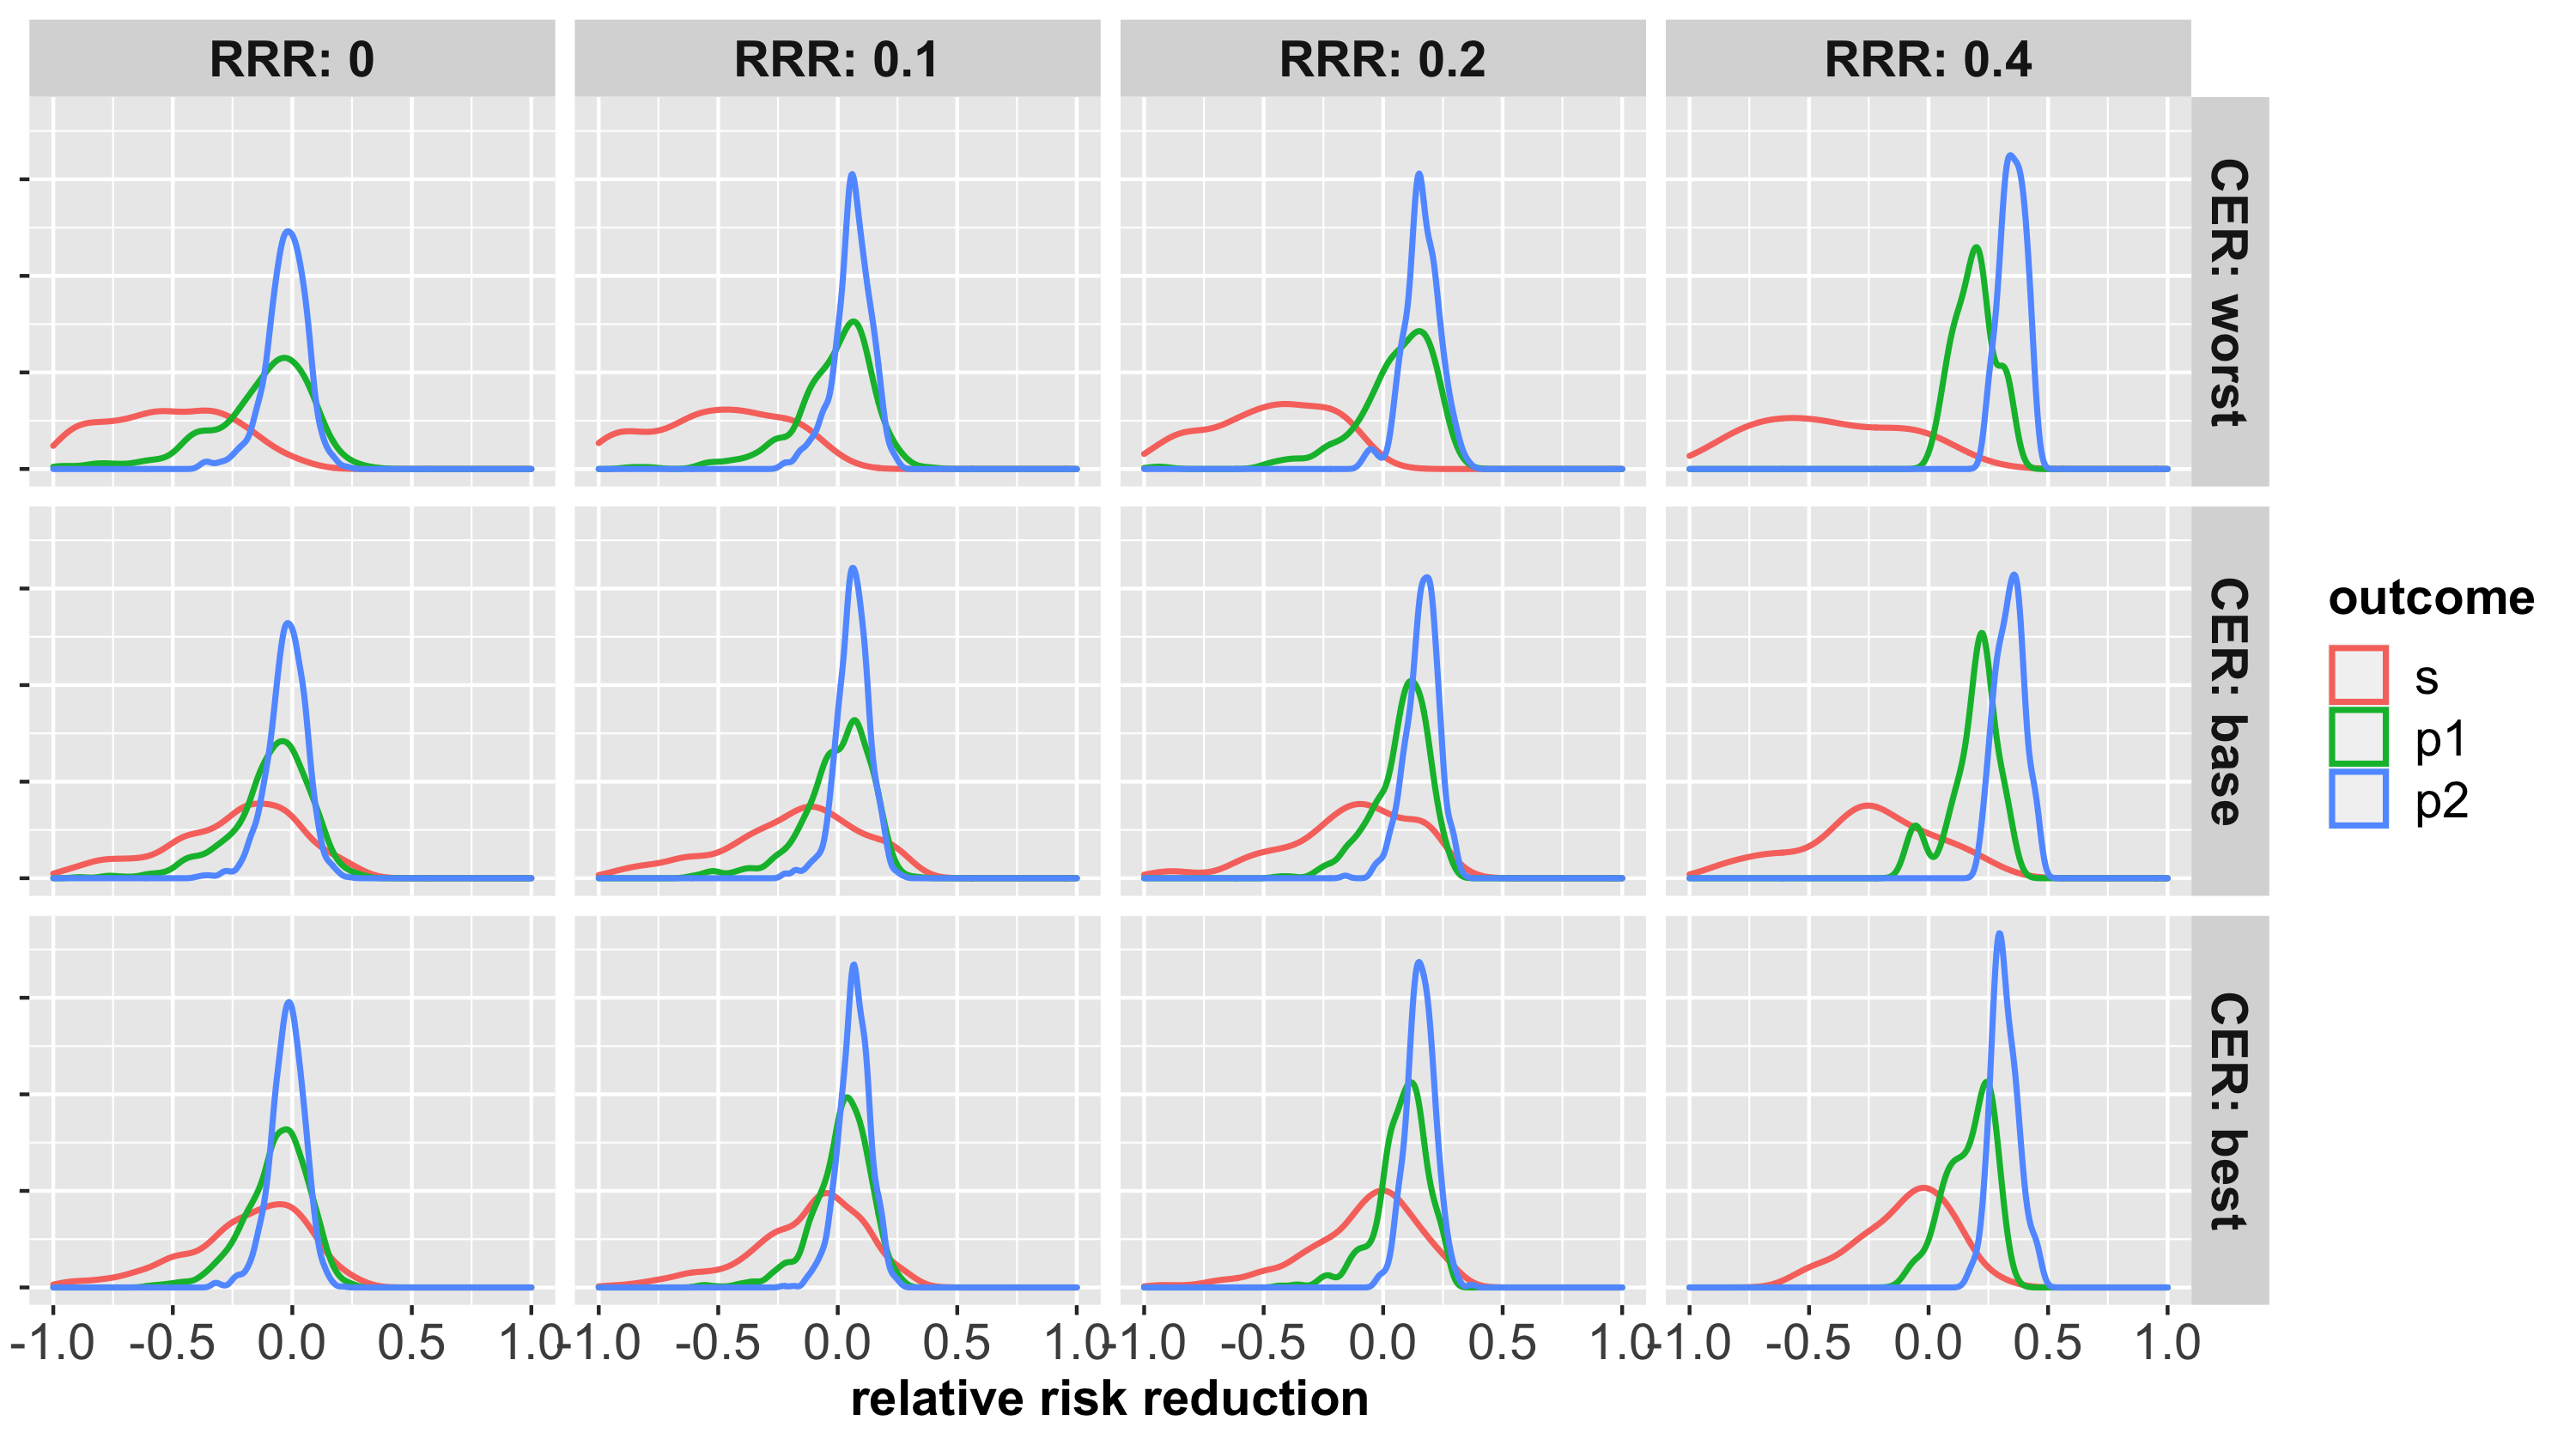 RRR: 0
RRR: 0.1
RRR: 0.2
RRR: 0.4
CER: worst
CER: base
CER: best
-1.0 -0.5 0.0 0.5 1.0
-1.0 -0.5 0.0 0.5 1.0
-1.0 -0.5 0.0 0.5 1.0
-1.0 -0.5 0.0 0.5 1.0
relative risk reduction
outcome
s
p1
p2